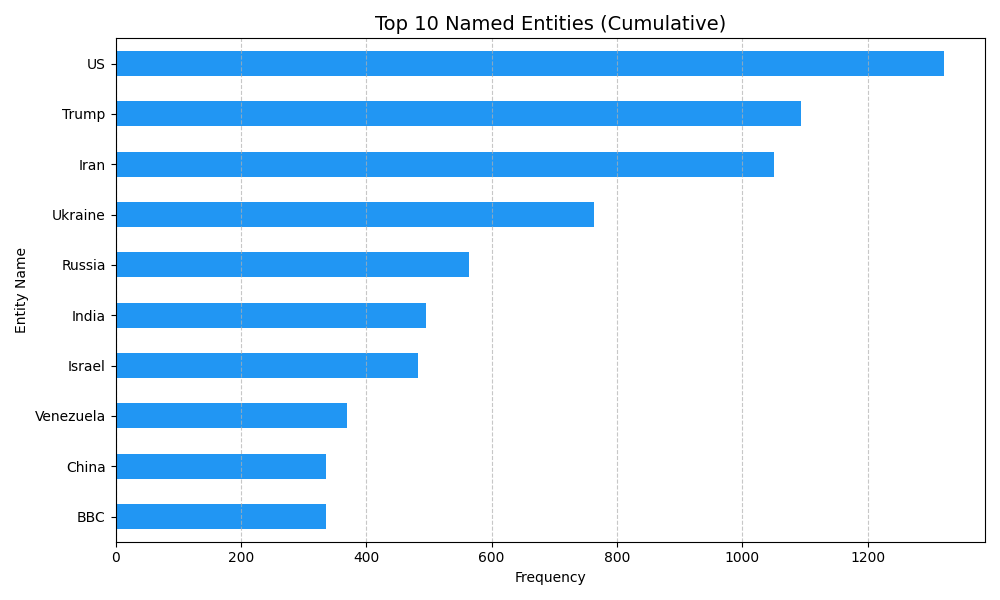 Top 10 Named Entities (Cumulative)
Entity Name
US
Trump
Iran
Ukraine
Russia
India
Israel
Venezuela
China
BBC
0 200 400 600 800 1000 1200
Frequency